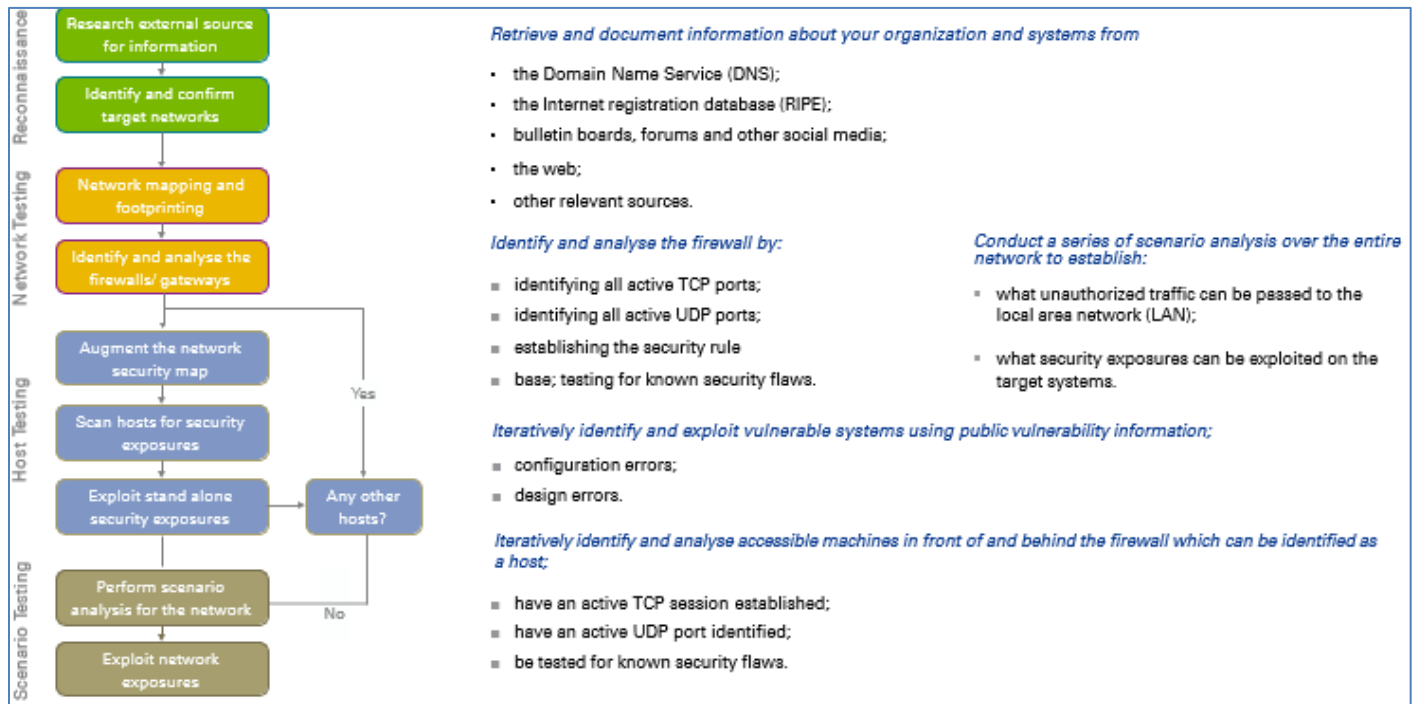 Reconnaissance
Research external source
for information
Identify and confirm
target networks
Network Testing
Network mapping and
footprinting
Identify and analyse the
firewalls/ gateways
Host Testing
Augment the network
security map
Scan hosts for security
exposures
Exploit stand alone
security exposures
Any other
hosts?
Yes
No
Scenario Testing
Perform scenario
analysis for the network
Exploit network
exposures
Retrieve and document information about your organization and systems from
• the Domain Name Service (DNS);
• the Internet registration database (RIPE);
• bulletin boards, forums and other social media;
• the web;
• other relevant sources.
Identify and analyse the firewall by:
■ identifying all active TCP ports;
■ identifying all active UDP ports;
■ establishing the security rule
■ base; testing for known security flaws.
Conduct a series of scenario analysis over the entire
network to establish:
■ what unauthorized traffic can be passed to the
local area network (LAN);
■ what security exposures can be exploited on the
target systems.
Iteratively identify and exploit vulnerable systems using public vulnerability information;
■ configuration errors;
■ design errors.
Iteratively identify and analyse accessible machines in front of and behind the firewall which can be identified as
a host;
■ have an active TCP session established;
■ have an active UDP port identified;
■ be tested for known security flaws.